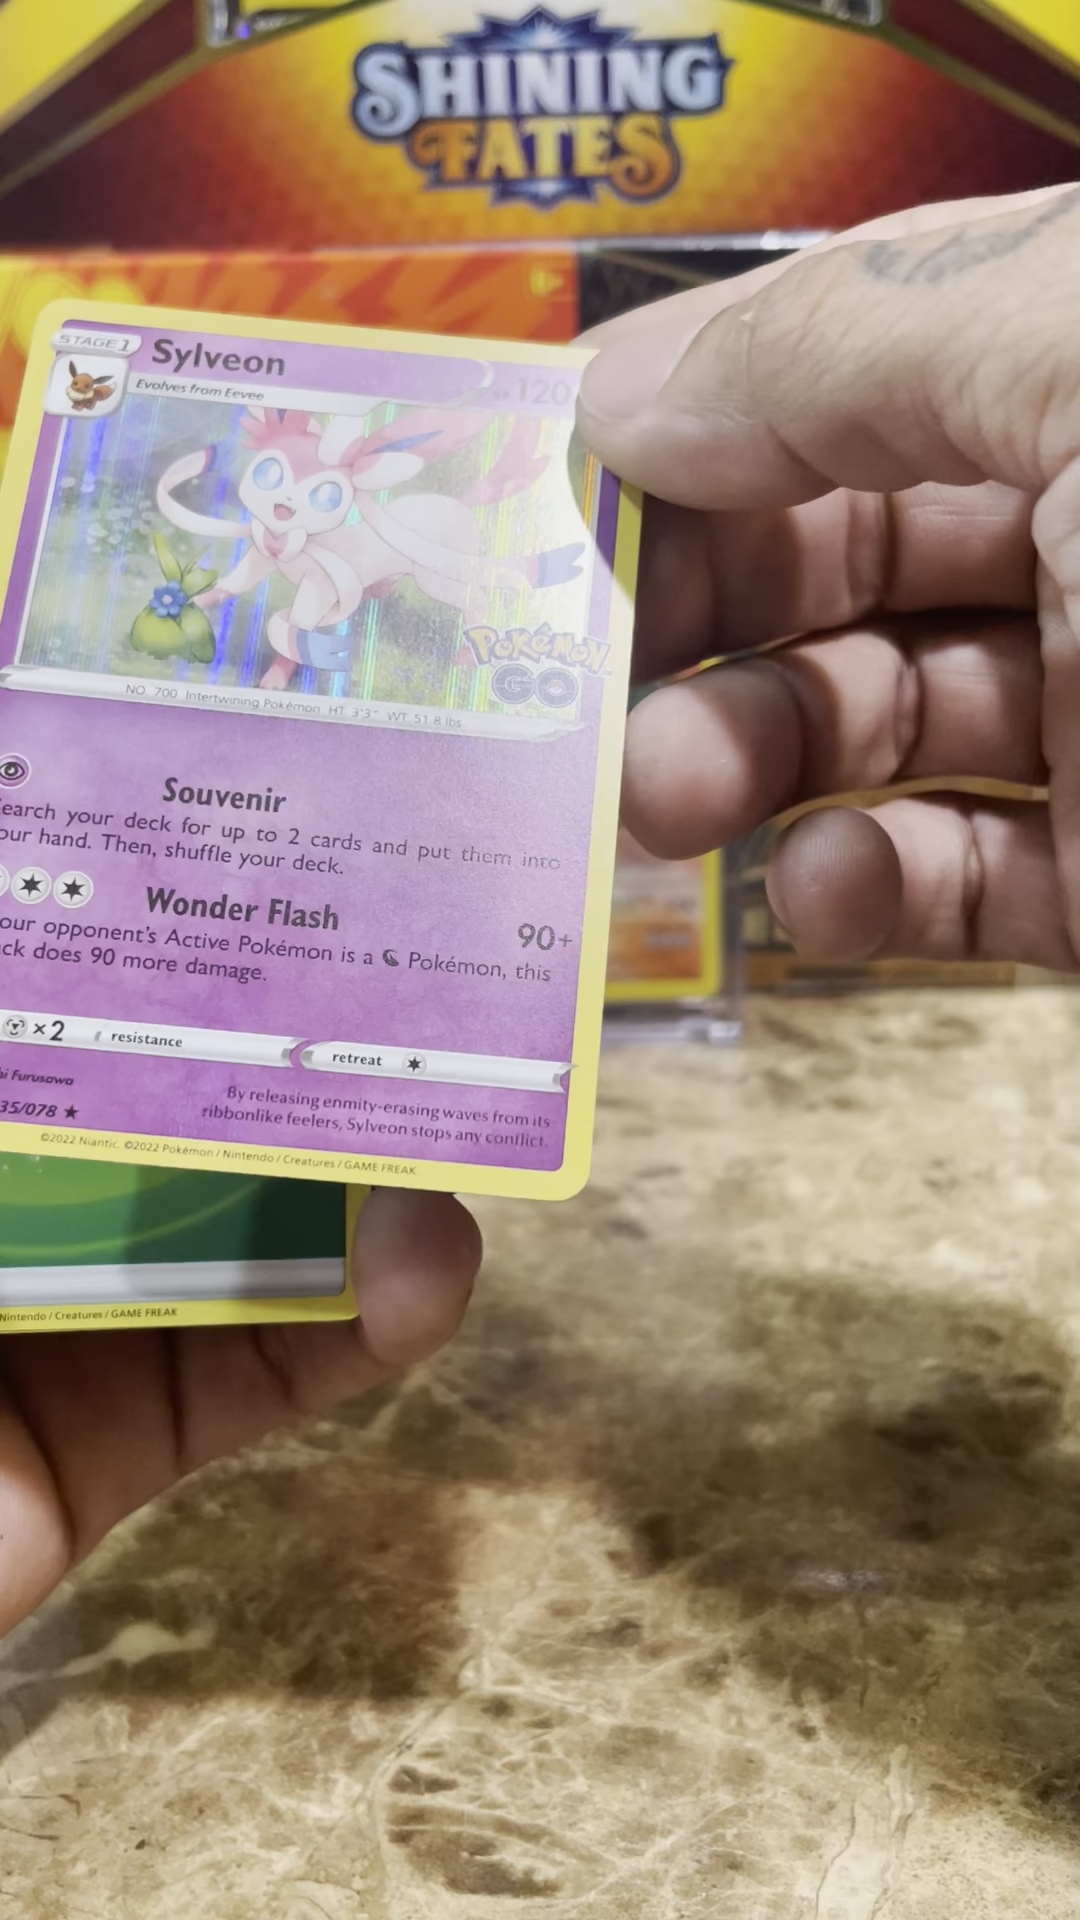 SHINING
FATES
STAGE 1
Sylveon
120
Evolves from Eevee
Pokémon
GO
NO. 700 Intertwining Pokémon HT 3'3" WT 51.8 lbs.
Souvenir
earch your deck for up to 2 cards and put them into
our hand. Then, shuffle your deck.
Wonder Flash
90+
our opponent's Active Pokémon is a Pokémon, this
ck does 90 more damage.
×2
resistance
retreat
i Furusawa
35/078 ★
By releasing enmity-erasing waves from its
ribbonlike feelers, Sylveon stops any conflict.
©2022 Niantic. ©2022 Pokémon / Nintendo / Creatures / GAME FREAK
Nintendo / Creatures / GAME FREAK